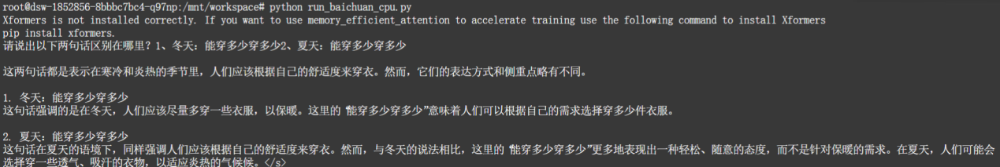 root@dsw-1852856-8bbbc7bc4-q97np:/mnt/workspace# python run_baichuan_cpu.py
Xformers is not installed correctly. If you want to use memory_efficient_attention to accelerate training use the following command to install Xformers
pip install xformers.
请说出以下两句话区别在哪里？1、冬天：能穿多少穿多少2、夏天：能穿多少穿多少
这两句话都是表示在寒冷和炎热的季节里，人们应该根据自己的舒适度来穿衣。然而，它们的表达方式和侧重点略有不同。
1. 冬天：能穿多少穿多少
这句话强调的是在冬天，人们应该尽量多穿一些衣服，以保暖。这里的“能穿多少穿多少”意味着人们可以根据自己的需求选择穿多少件衣服。
2. 夏天：能穿多少穿多少
这句话在夏天的语境下，同样强调人们应该根据自己的舒适度来穿衣。然而，与冬天的说法相比，这里的“能穿多少穿多少”更多地表现出一种轻松、随意的态度，而不是针对保暖的需求。在夏天，人们可能会
选择穿一些透气、吸汗的衣物，以适应炎热的气候候。</s>